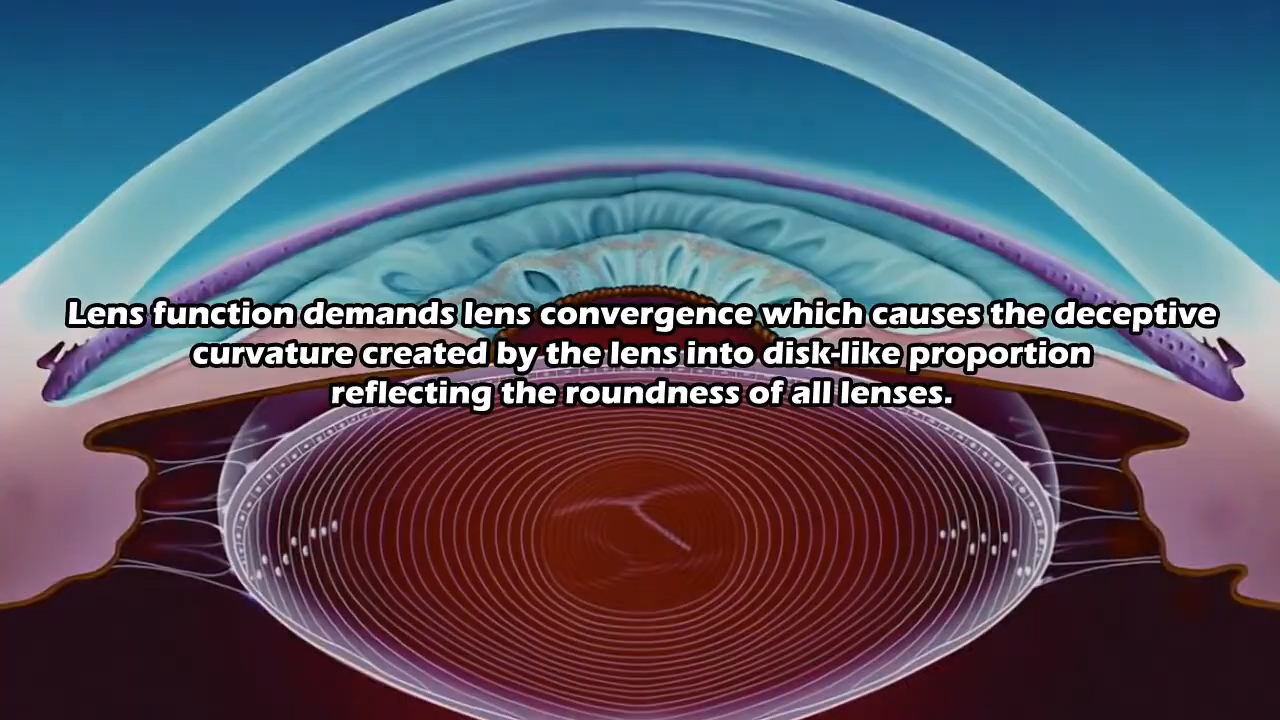 Lens function demands lens convergence which causes the deceptive
curvature created by the lens into disk-like proportion
reflecting the roundness of all lenses.